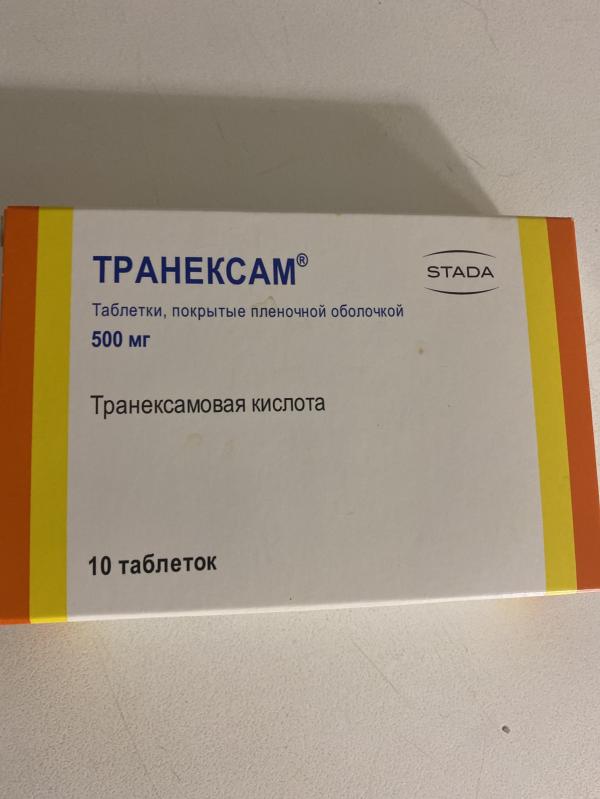 ТРАНЕКСАМ®
STADA
Таблетки, покрытые пленочной оболочкой
500 мг
Транексамовая кислота
10 таблеток